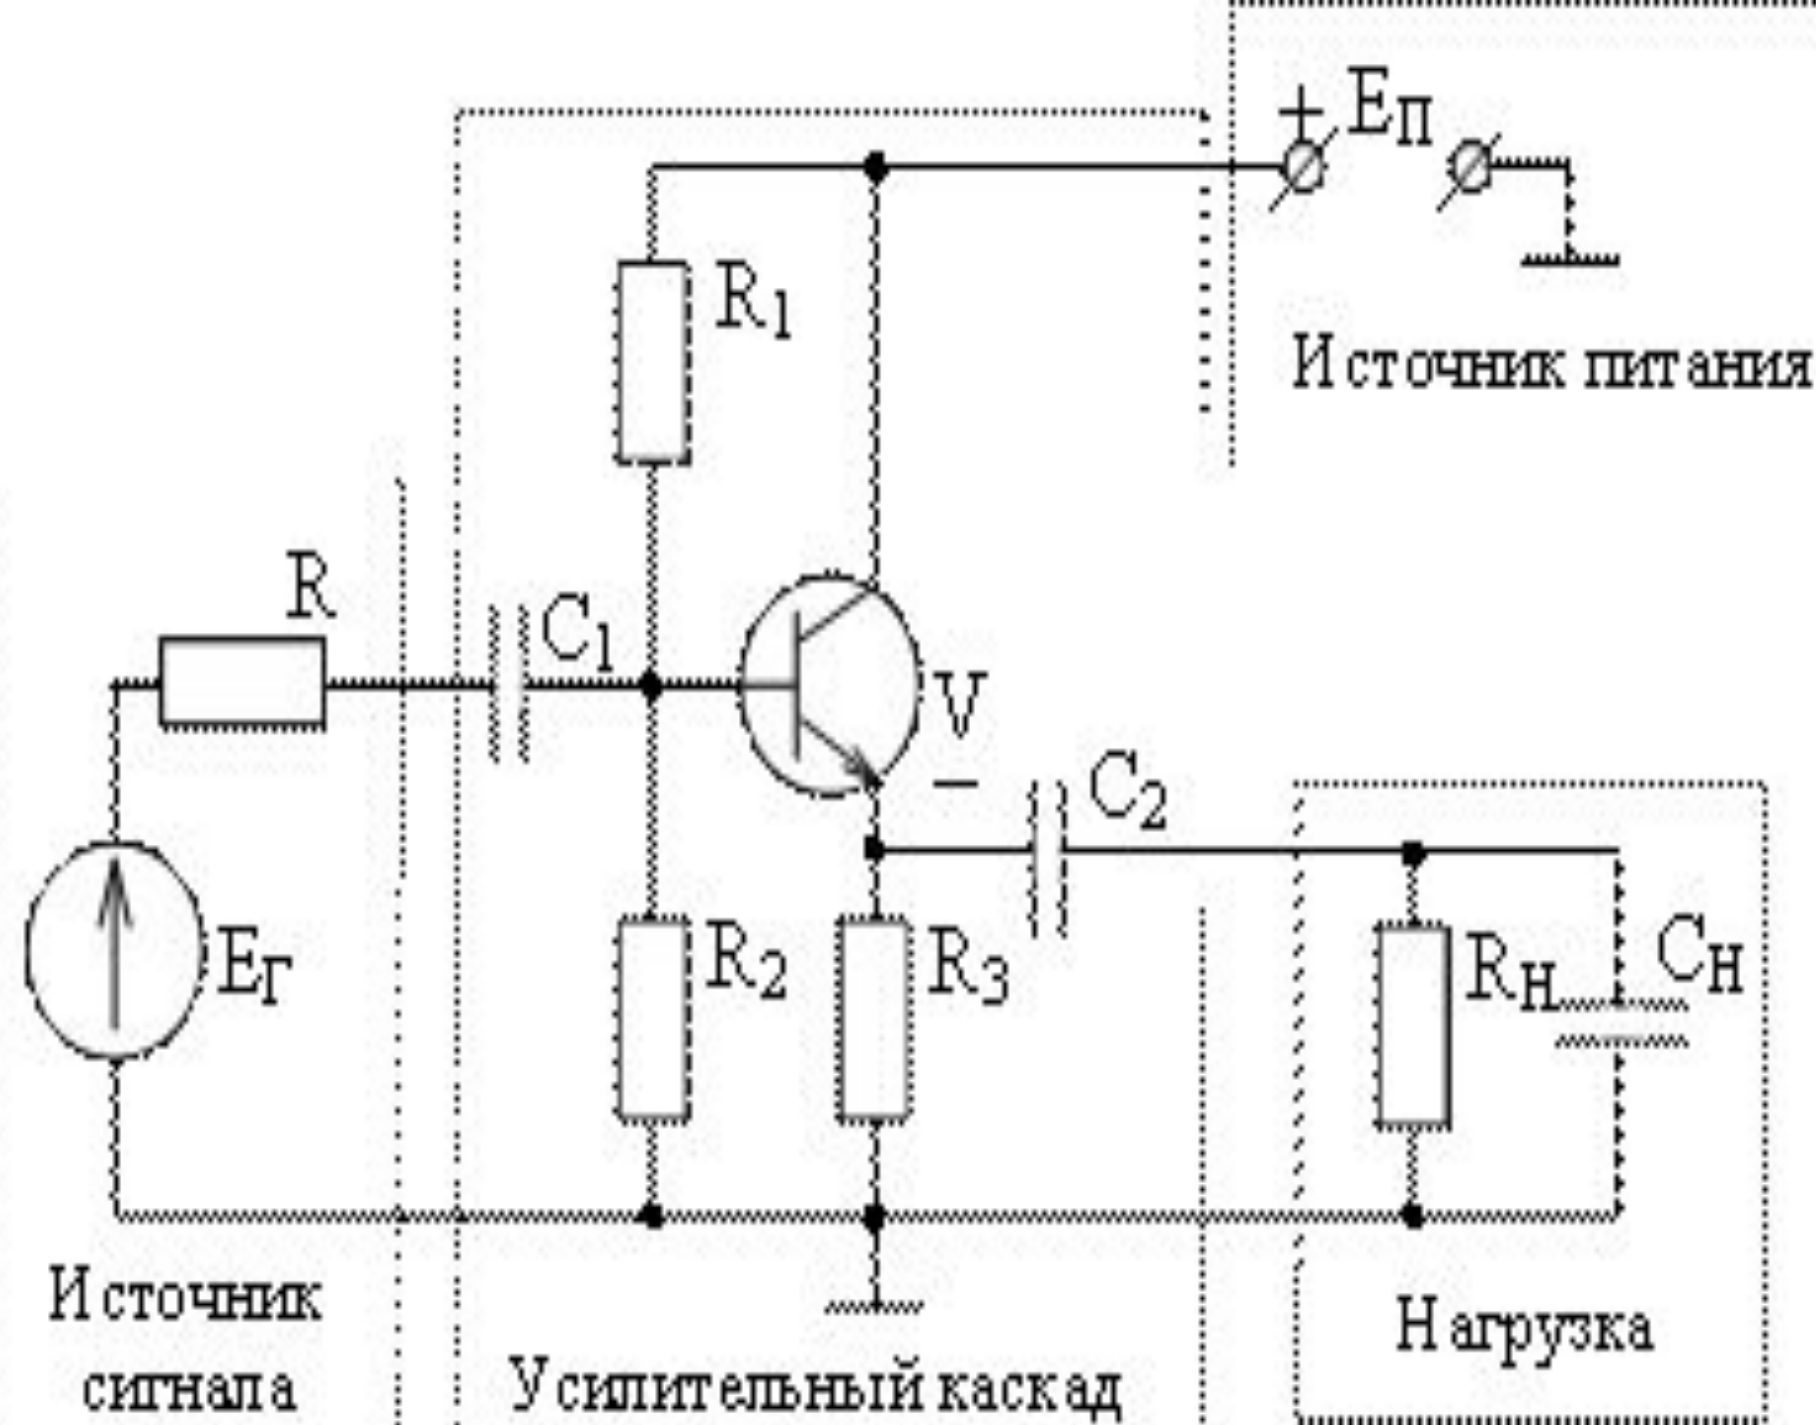 + Eп
R1
Источник питания
R
C1
V
–
C2
Eг
R2
R3
Rн
Cн
Источник
сигнала
Усилительный каскад
Нагрузка